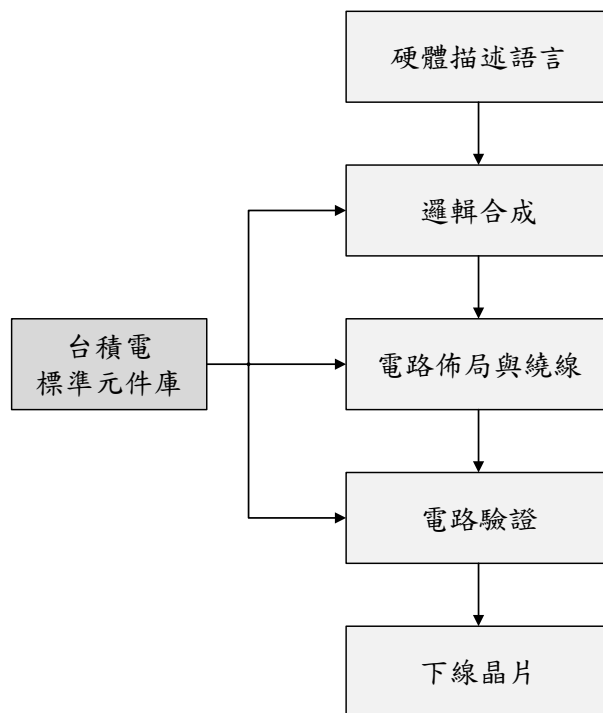 硬體描述語言
邏輯合成
台積電
標準元件庫
電路佈局與繞線
電路驗證
下線晶片